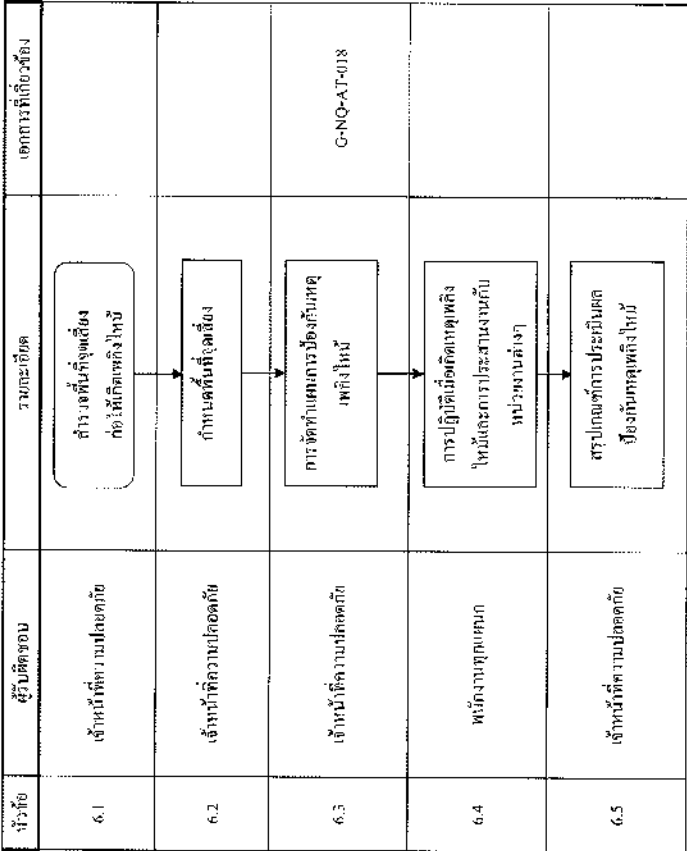 หัวข้อ
ผู้รับผิดชอบ
รายละเอียด
เอกสารที่เกี่ยวข้อง
6.1
เจ้าหน้าที่ความปลอดภัย
สำรวจพื้นที่จุดเสี่ยง
ก่อให้เกิดเพลิงไหม้
6.2
เจ้าหน้าที่ความปลอดภัย
กำหนดพื้นที่จุดเสี่ยง
6.3
เจ้าหน้าที่ความปลอดภัย
การจัดทำแผนการป้องกันเหตุ
เพลิงไหม้
G-NQ-AT-018
6.4
พนักงานทุกแผนก
การปฏิบัติเมื่อเกิดเหตุเพลิง
ไหม้และการประสานงานกับ
หน่วยงานต่างๆ
6.5
เจ้าหน้าที่ความปลอดภัย
สรุปเกณฑ์การประเมินผล
ป้องกันเหตุเพลิงไหม้